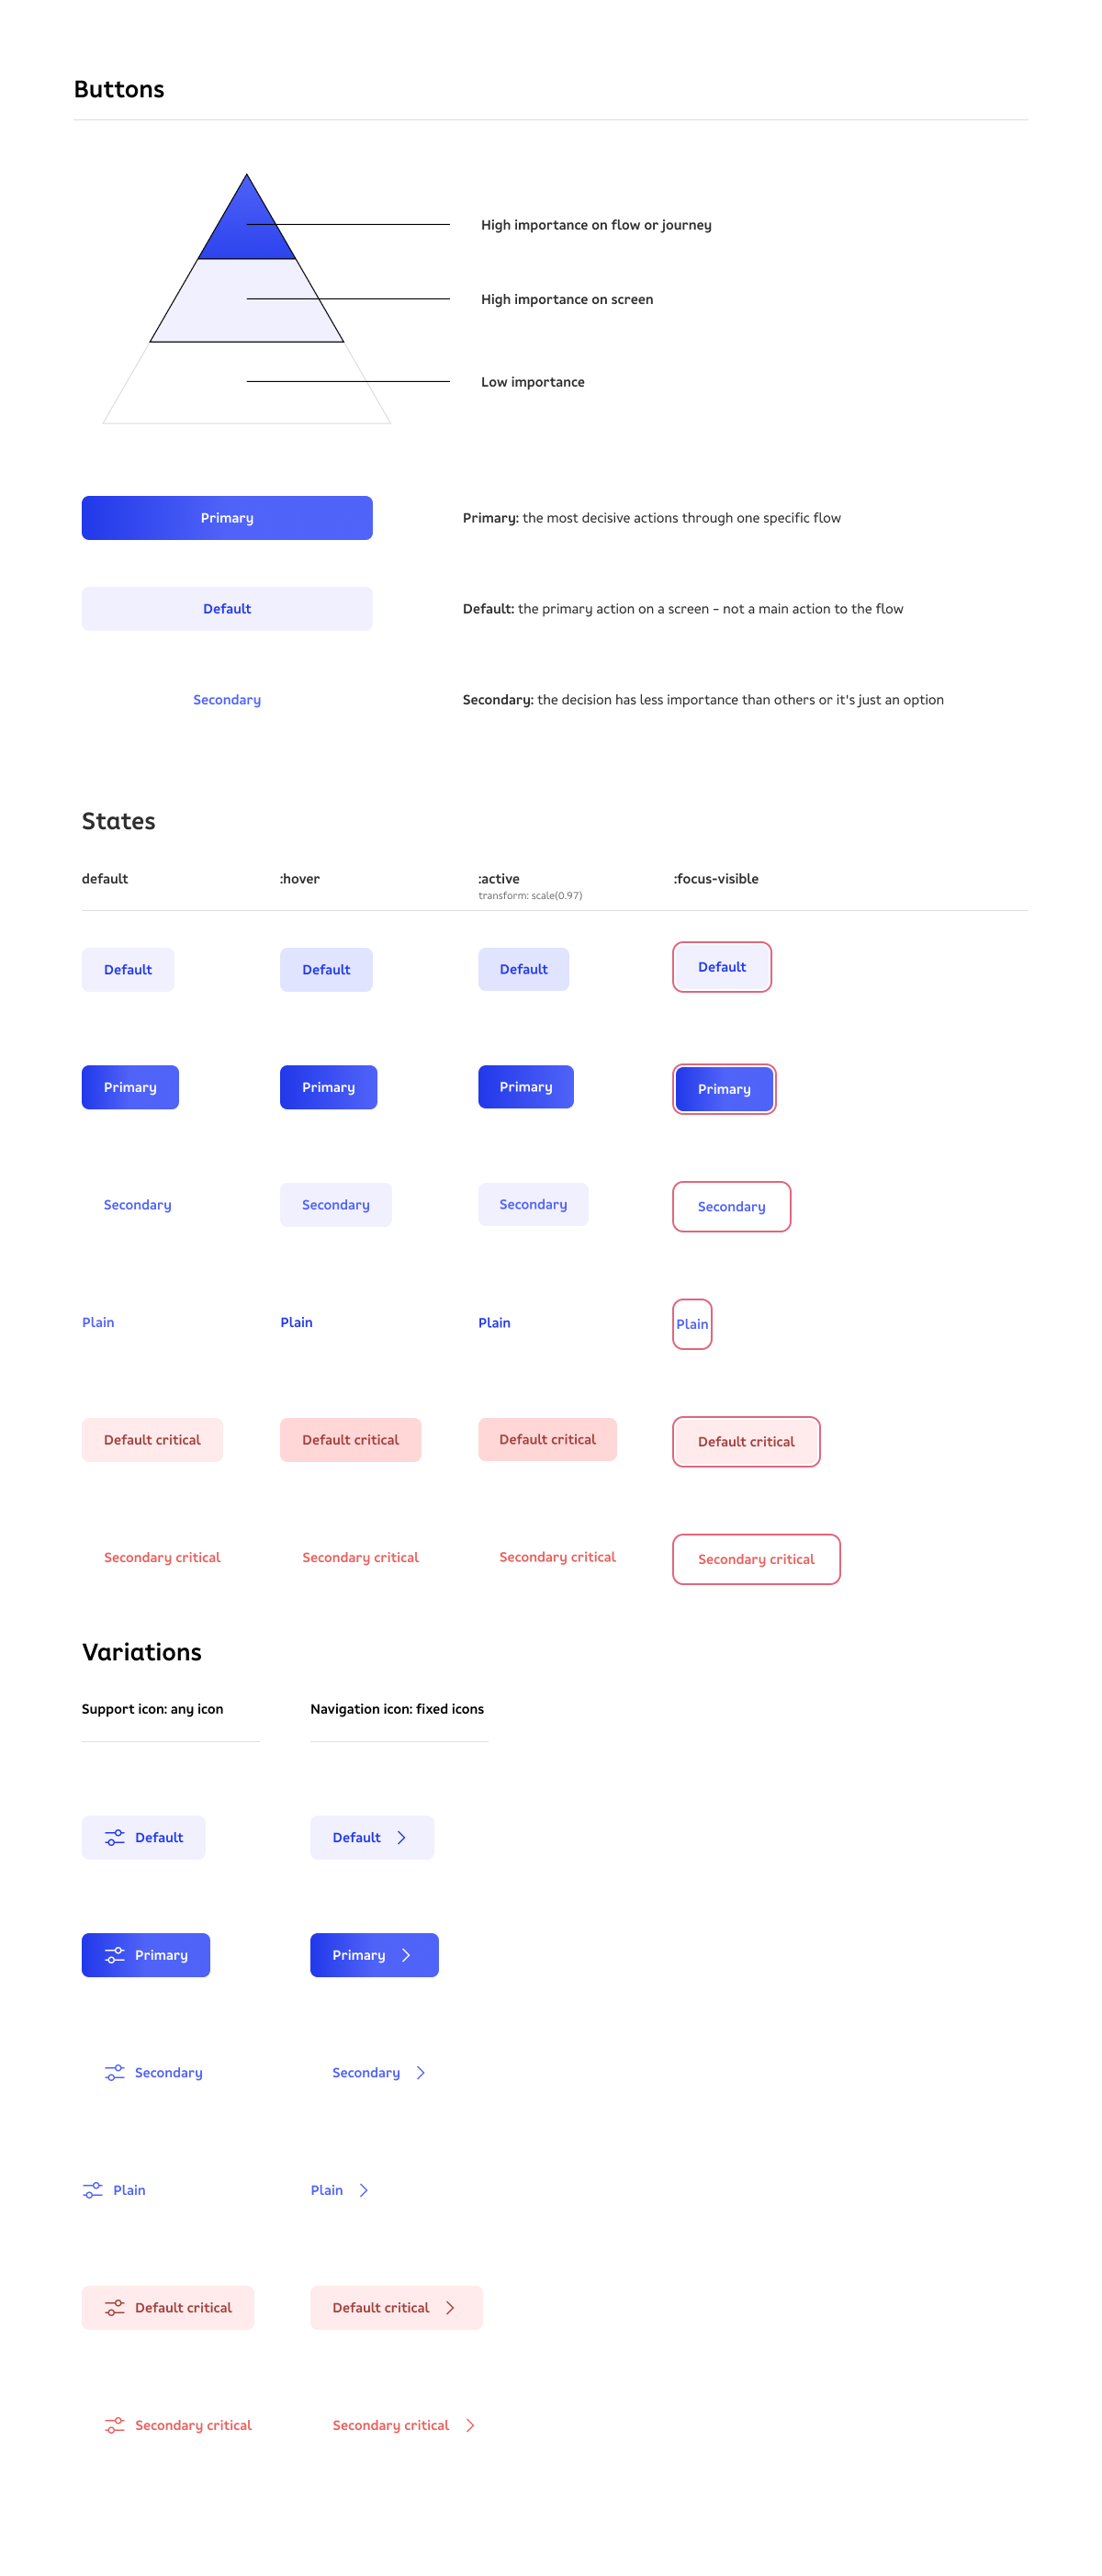 Buttons
High importance on flow or journey
High importance on screen
Low importance
Primary
Primary: the most decisive actions through one specific flow
Default
Default: the primary action on a screen - not a main action to the flow
Secondary
Secondary: the decision has less importance than others or it's just an option
States
default :hover :active :focus-visible
transform: scale(0.97)
Default Default Default Default
Primary Primary Primary Primary
Secondary Secondary Secondary Secondary
Plain Plain Plain Plain
Default critical Default critical Default critical Default critical
Secondary critical Secondary critical Secondary critical Secondary critical
Variations
Support icon: any icon Navigation icon: fixed icons
Default Default
Primary Primary
Secondary Secondary
Plain Plain
Default critical Default critical
Secondary critical Secondary critical